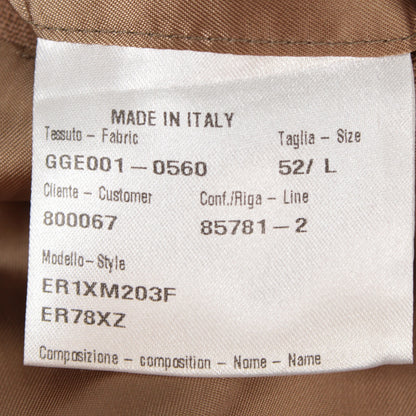 MADE IN ITALY
Tessuto - Fabric Taglia - Size
GGE001-0560 52/ L
Cliente - Customer Conf./Riga - Line
800067 85781-2
Modello-Style
ER1XM203F
ER78XZ
Composizione - composition - Nome - Name